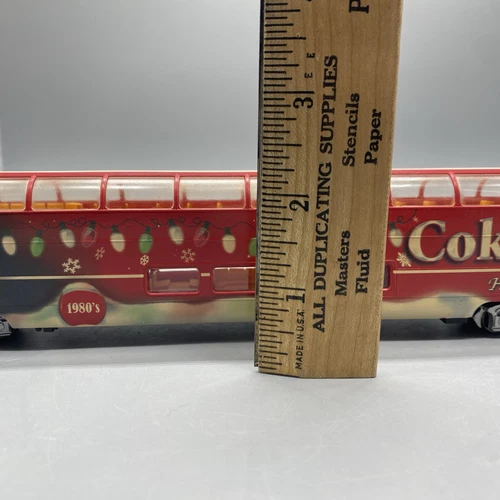 3
2
1
MADE IN U.S.A.
ALL DUPLICATING SUPPLIES
Masters Stencils
Fluid Paper
E E
P
1980's
Cok
H